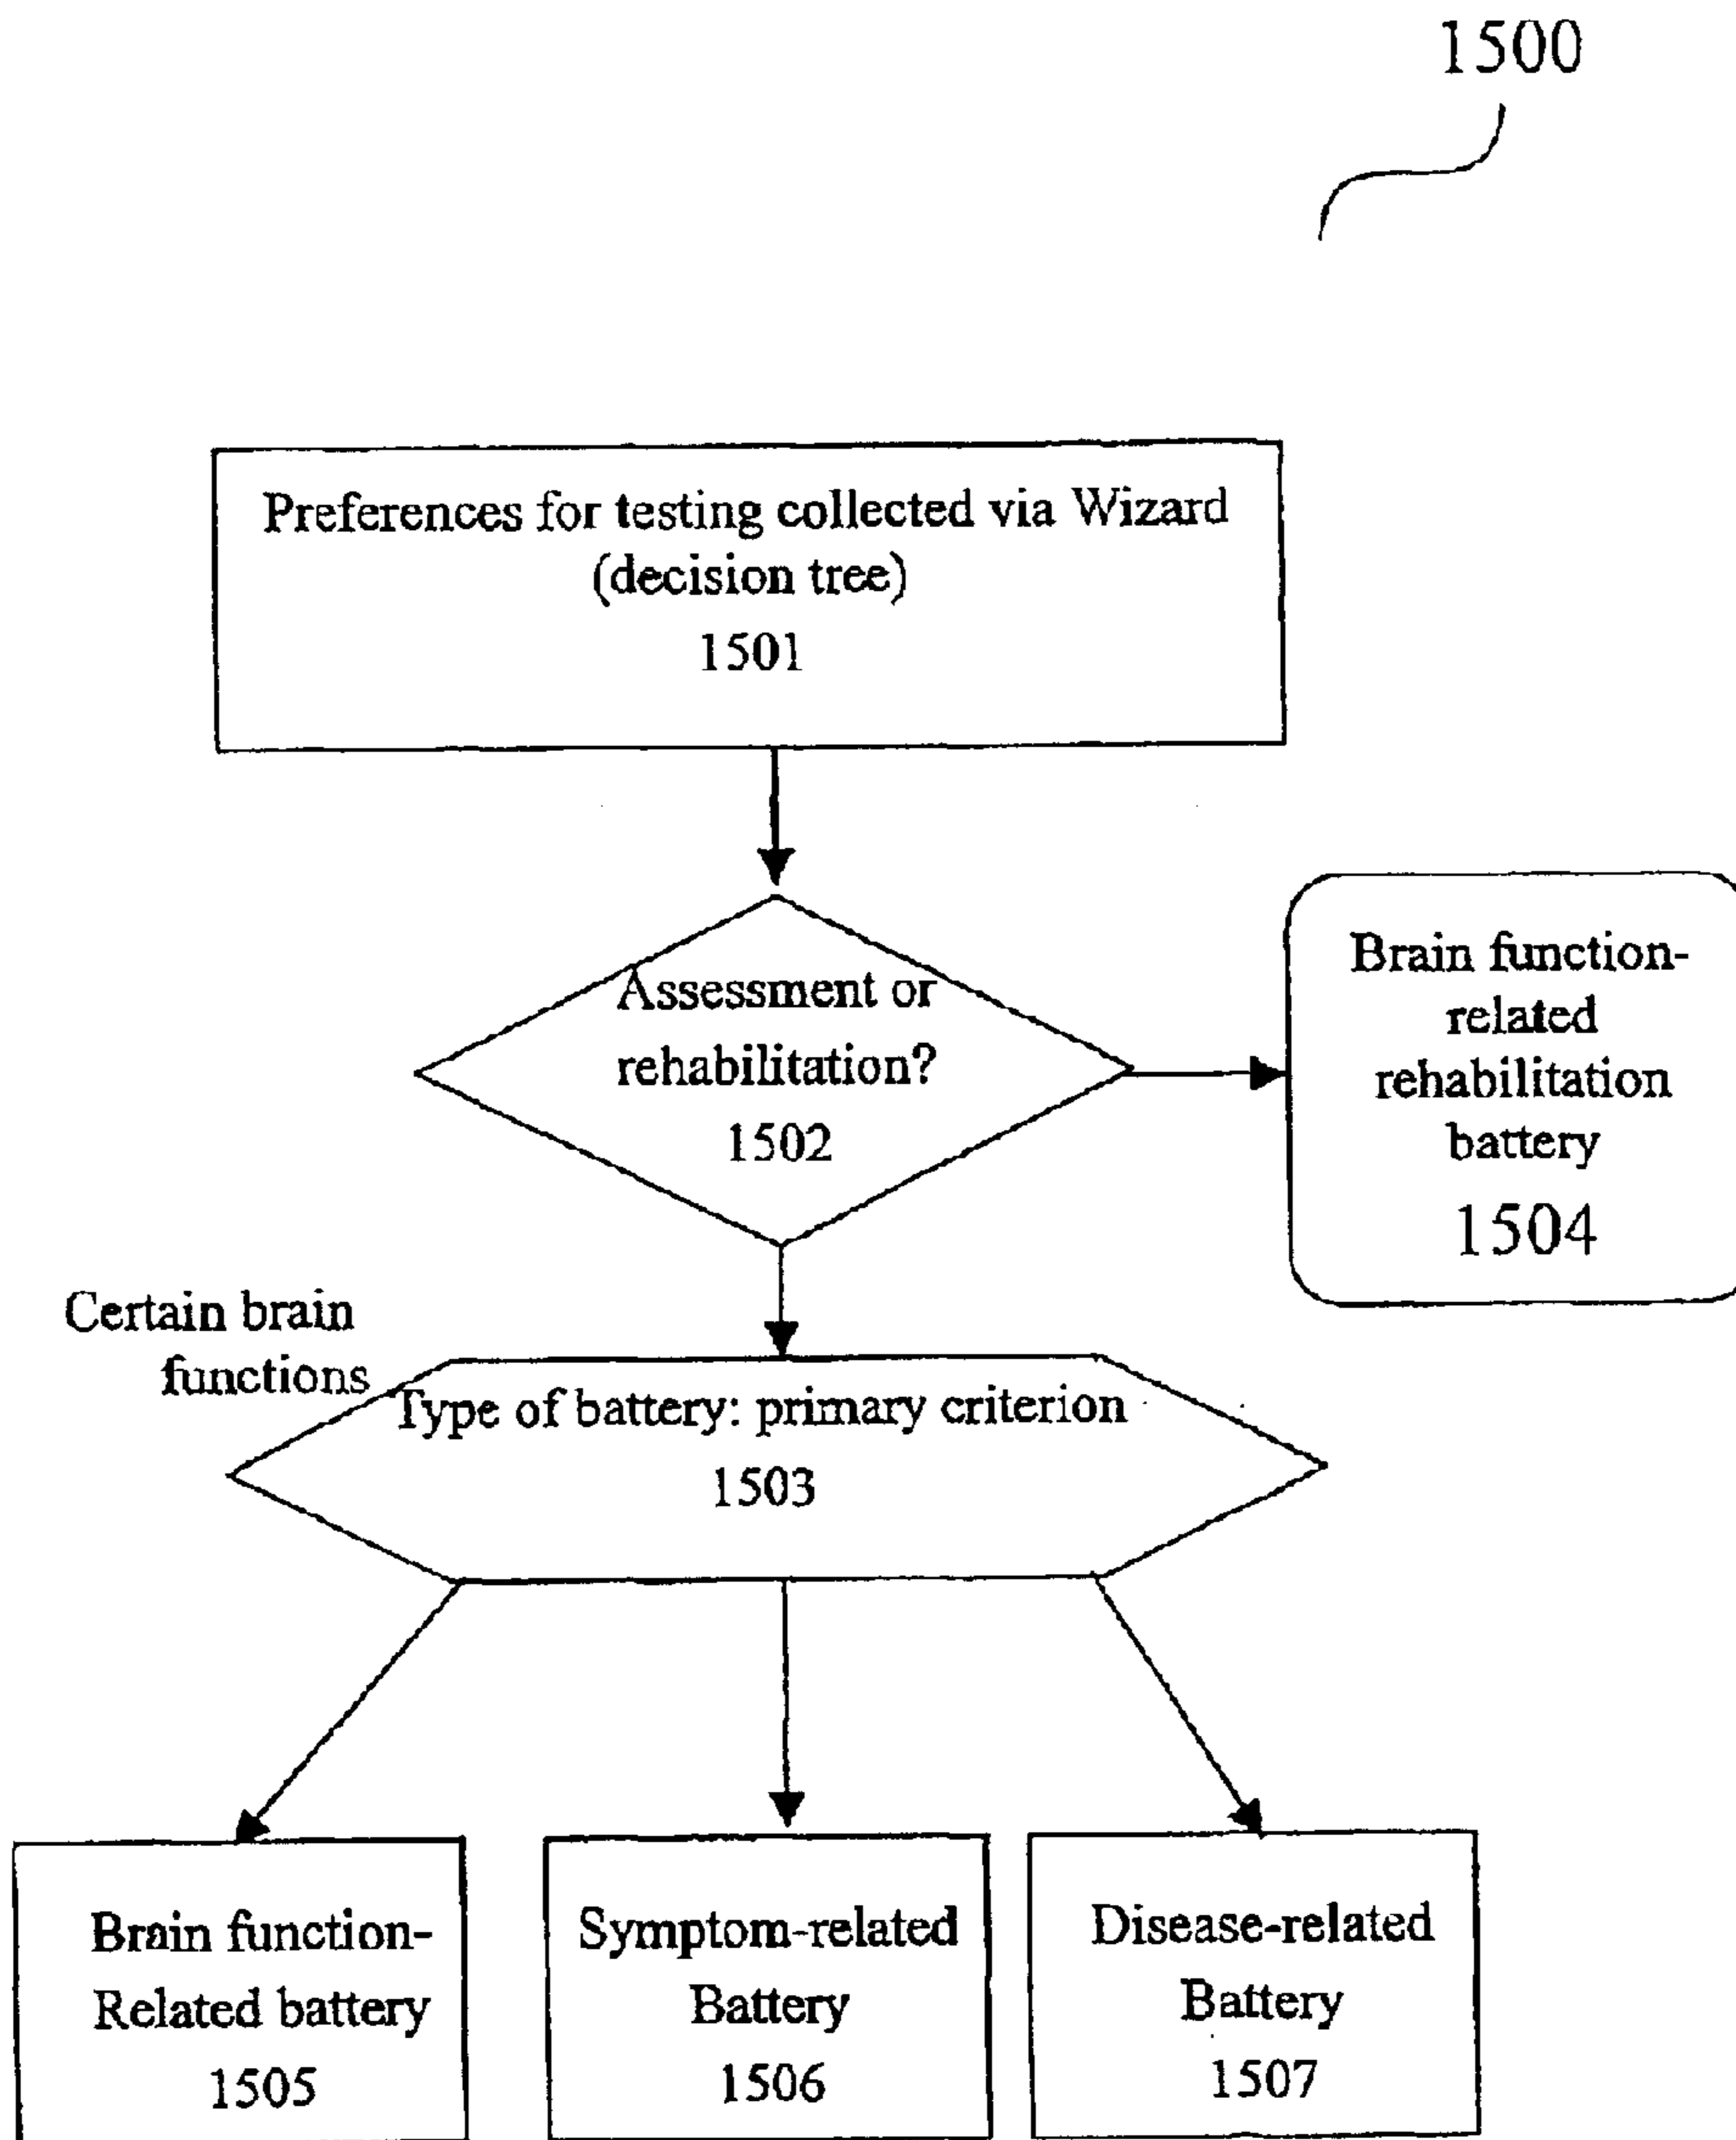 1500
Preferences for testing collected via Wizard
(decision tree)
1501
Assessment or
rehabilitation?
1502
Brain function-
related
rehabilitation
battery
1504
Certain brain
functions
Type of battery: primary criterion
1503
Brain function-
Related battery
1505
Symptom-related
Battery
1506
Disease-related
Battery
1507